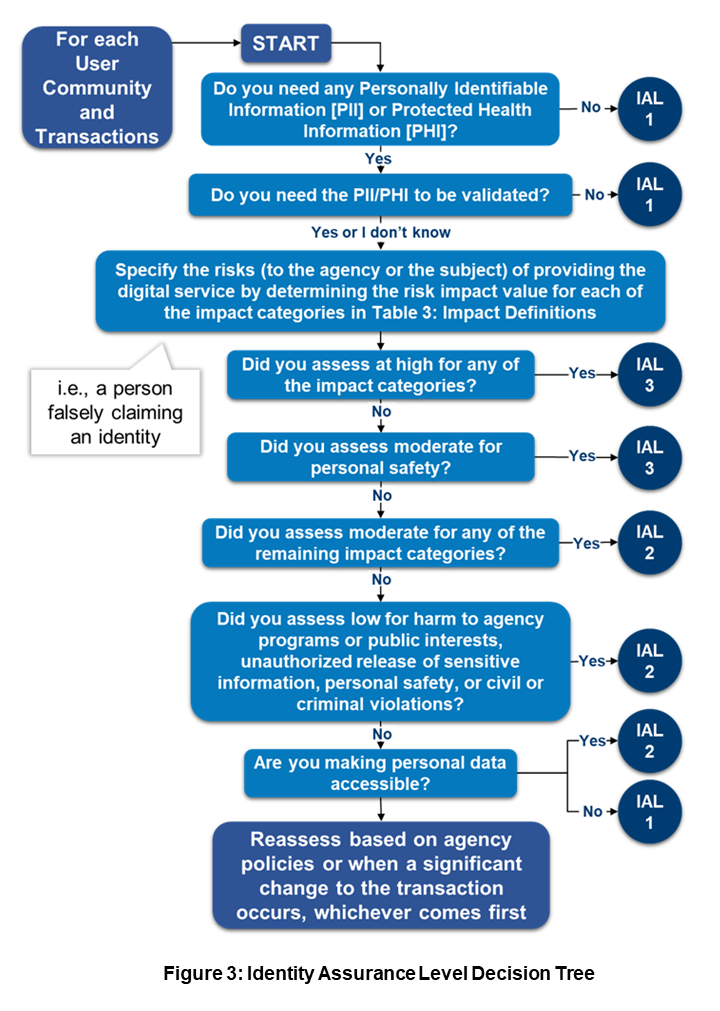 For each
User
Community
and
Transactions
START
Do you need any Personally Identifiable
Information [PII] or Protected Health
Information [PHI]?
No
IAL
1
Yes
Do you need the PII/PHI to be validated?
No
IAL
1
Yes or I don't know
Specify the risks (to the agency or the subject) of providing the
digital service by determining the risk impact value for each of
the impact categories in Table 3: Impact Definitions
i.e., a person
falsely claiming
an identity
Did you assess at high for any of
the impact categories?
Yes
IAL
3
No
Did you assess moderate for
personal safety?
Yes
IAL
3
No
Did you assess moderate for any of the
remaining impact categories?
Yes
IAL
2
No
Did you assess low for harm to agency
programs or public interests,
unauthorized release of sensitive
information, personal safety, or civil or
criminal violations?
Yes
IAL
2
No
Are you making personal data
accessible?
Yes
IAL
2
No
IAL
1
Reassess based on agency
policies or when a significant
change to the transaction
occurs, whichever comes first
Figure 3: Identity Assurance Level Decision Tree